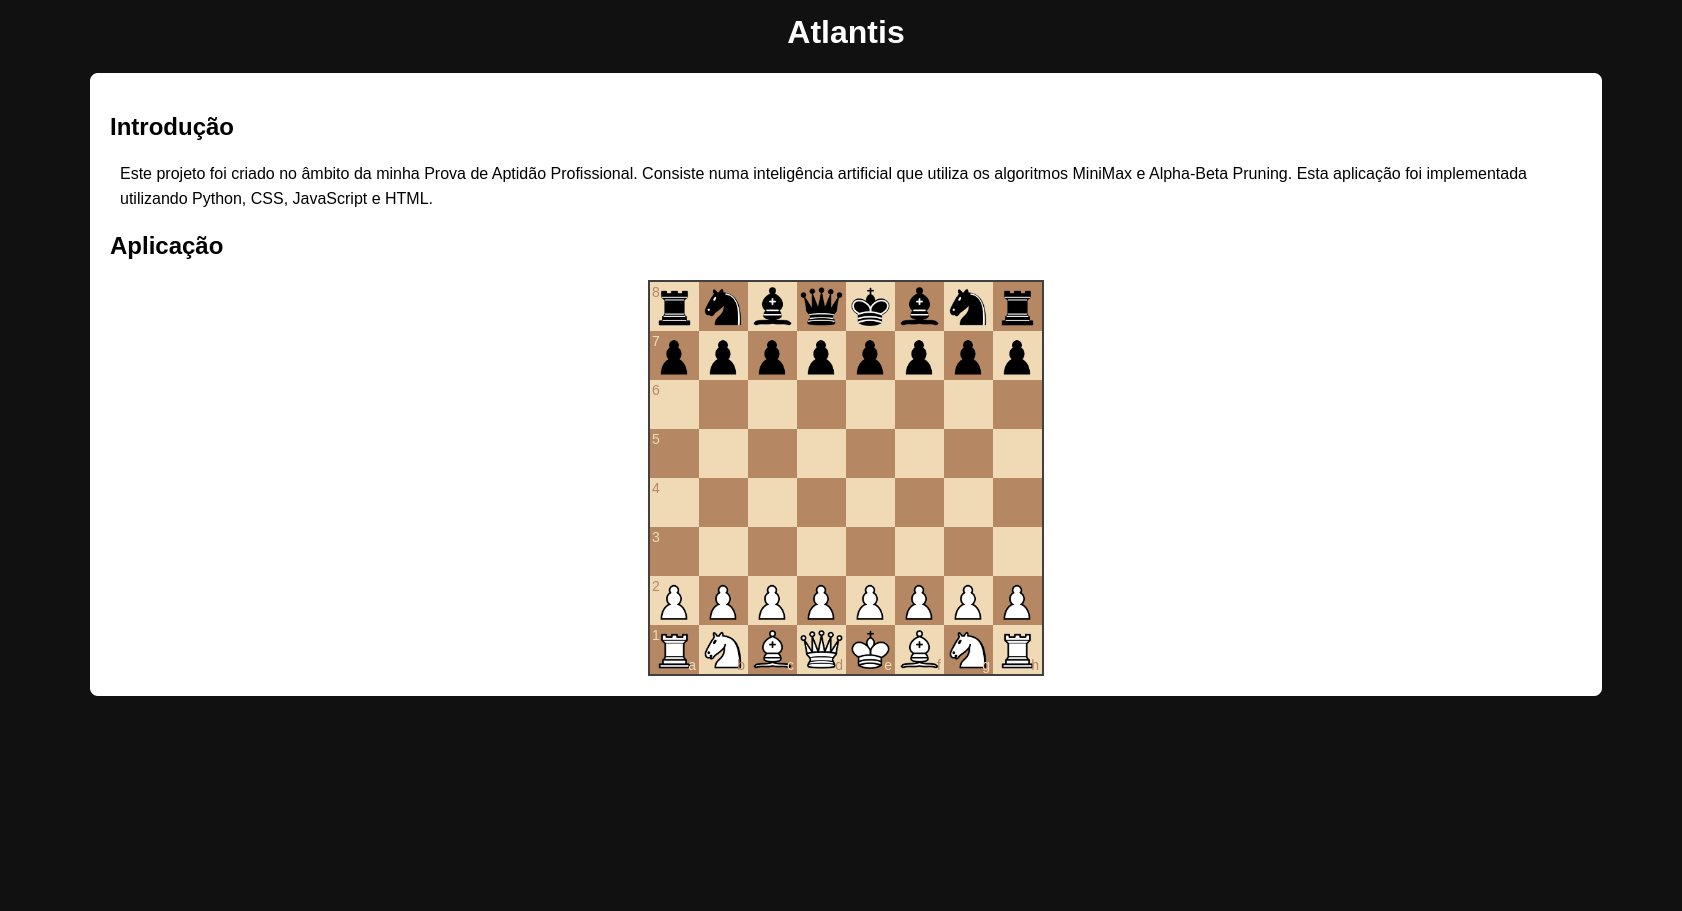 Atlantis
Introdução
Este projeto foi criado no âmbito da minha Prova de Aptidão Profissional. Consiste numa inteligência artificial que utiliza os algoritmos MiniMax e Alpha-Beta Pruning. Esta aplicação foi implementada
utilizando Python, CSS, JavaScript e HTML.
Aplicação
8
7
6
5
4
3
2
1
a b c d e f g h